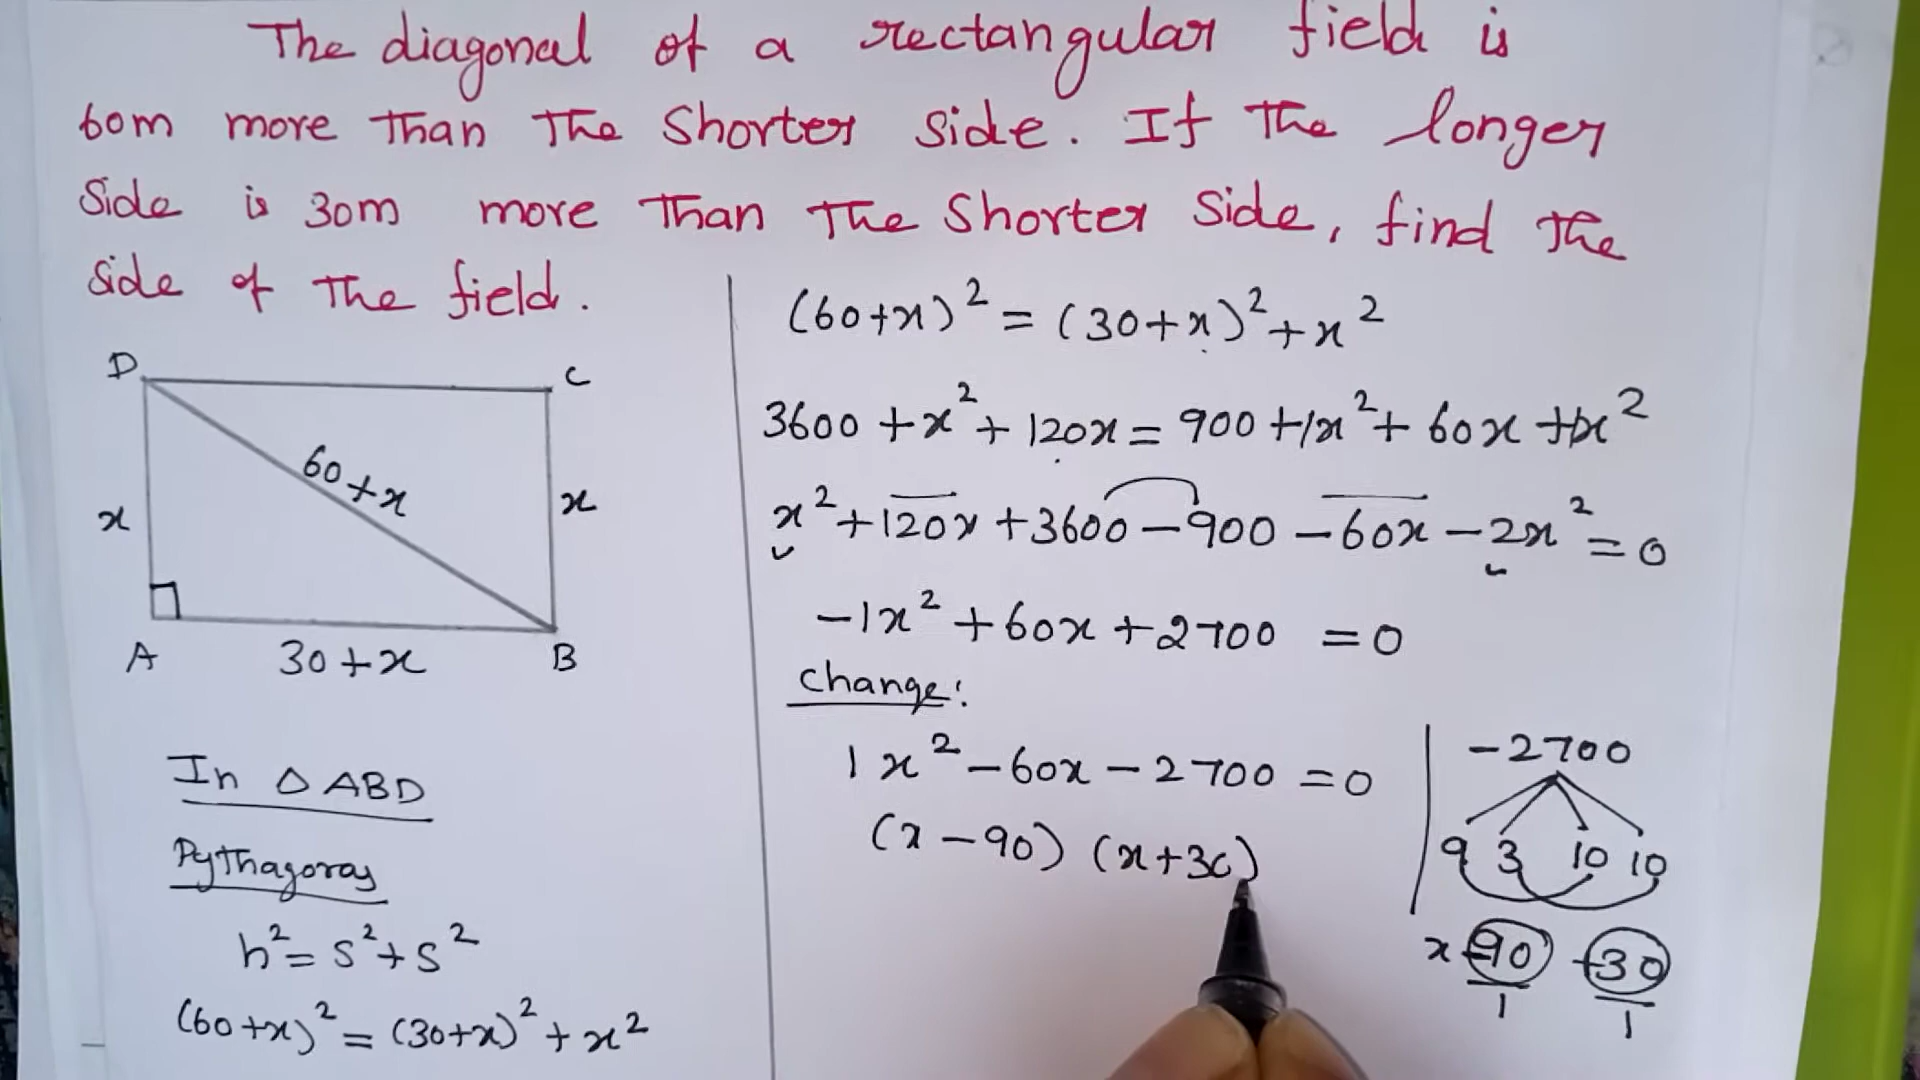 The diagonal of a rectangular field is
60m more than the shorter side. If the longer
side is 30m more than the shorter side, find the
side of the field.
D
C
60+x
x
x
A
30+x
B
In △ABD
Pythagoras
h²=s²+s²
(60+x)²=(30+x)²+x²
(60+x)²=(30+x)²+x²
3600+x²+120x=900+1x²+60x+1x²
x²+120x+3600-900-60x-2x²=0
-1x²+60x+2700=0
Change:
1x²-60x-2700=0
(x-90)(x+30)
-2700
9 3 10 10
x-90/1 +30/1